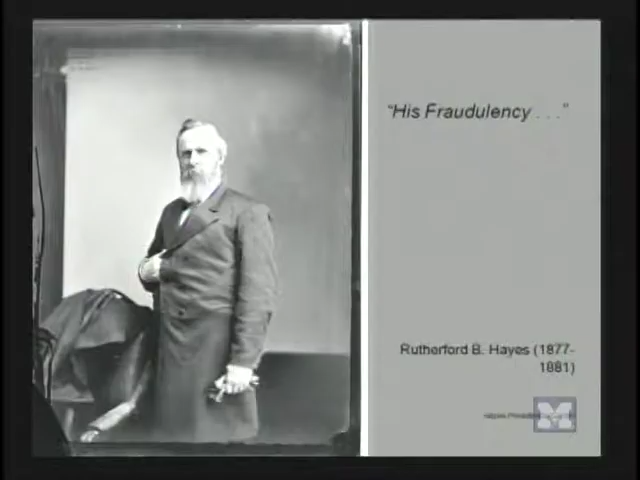 "His Fraudulency . . ."
Rutherford B. Hayes (1877-
1881)
M